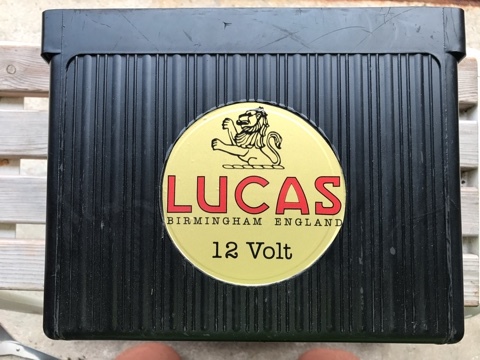 LUCAS
BIRMINGHAM ENGLAND
12 Volt